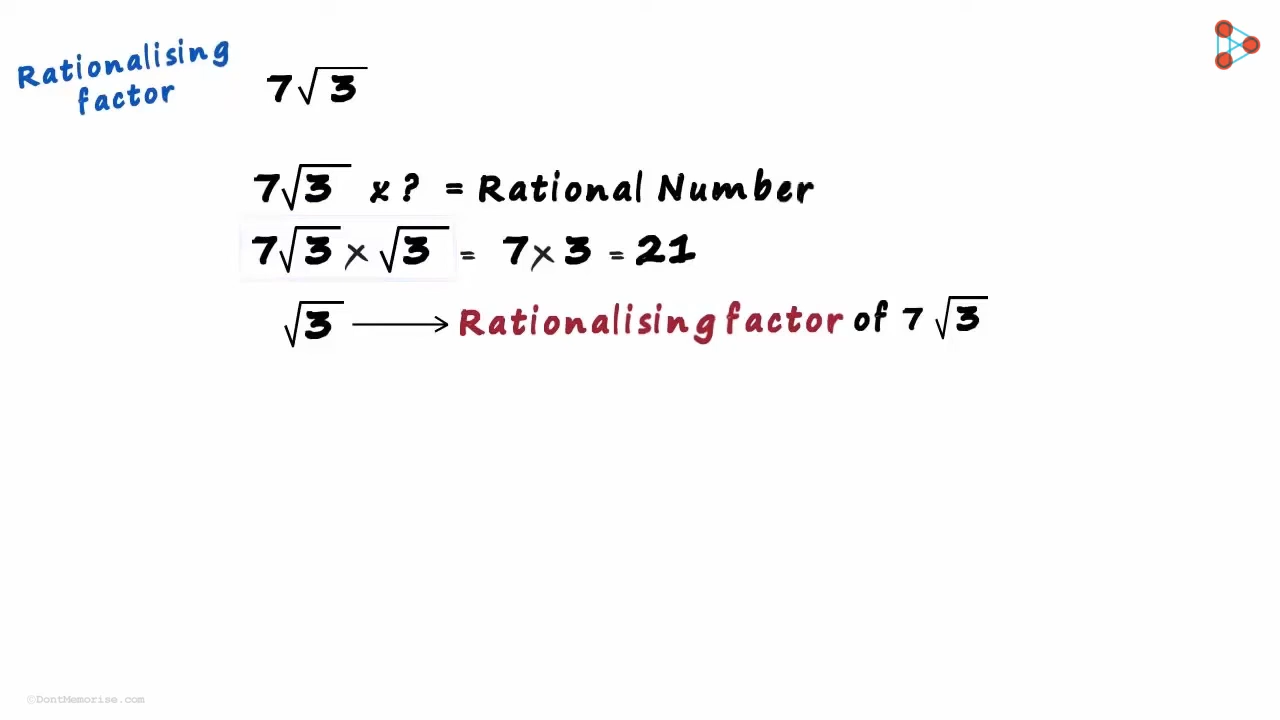 Rationalising
factor
7√3
7√3 x ? = Rational Number
7√3 × √3 = 7 × 3 = 21
√3 ⟶ Rationalising factor of 7√3
©DontMemorise.com